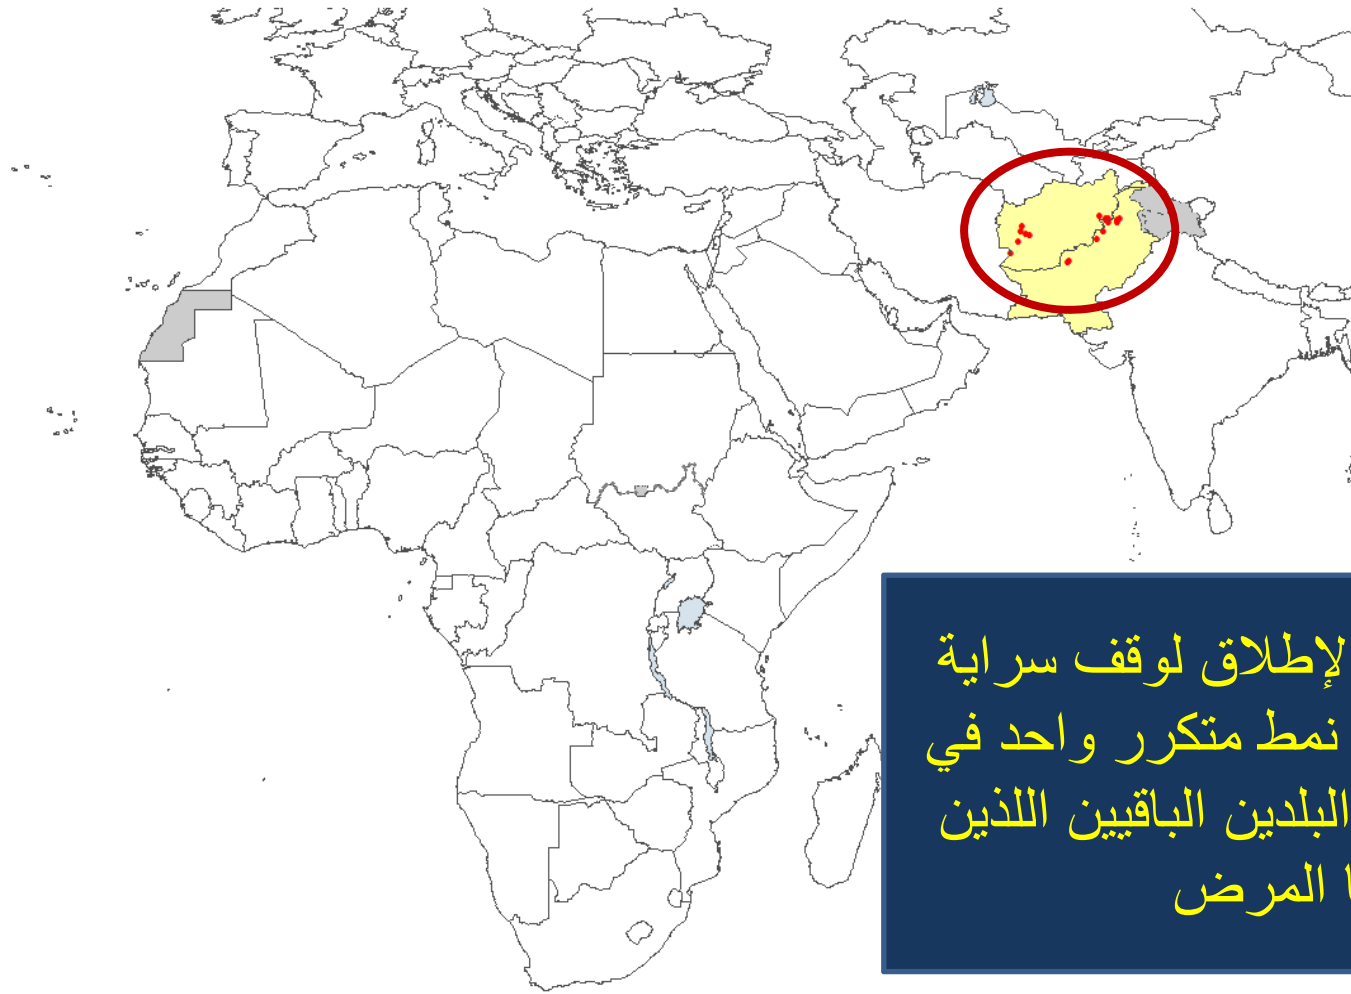 لإطلاق لوقف سراية
نمط متكرر واحد في
البلدين الباقيين اللذين
المرض